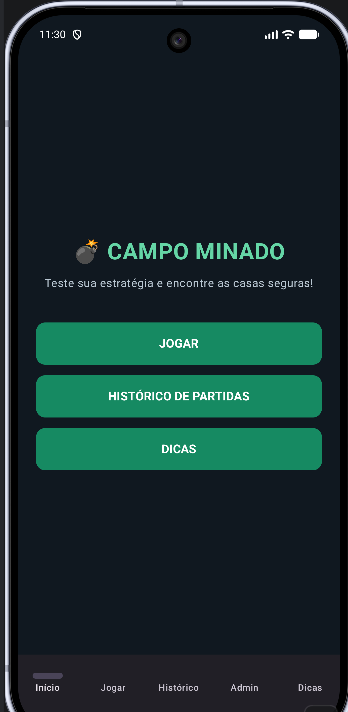 11:30
CAMPO MINADO
Teste sua estratégia e encontre as casas seguras!
JOGAR
HISTÓRICO DE PARTIDAS
DICAS
Início Jogar Histórico Admin Dicas